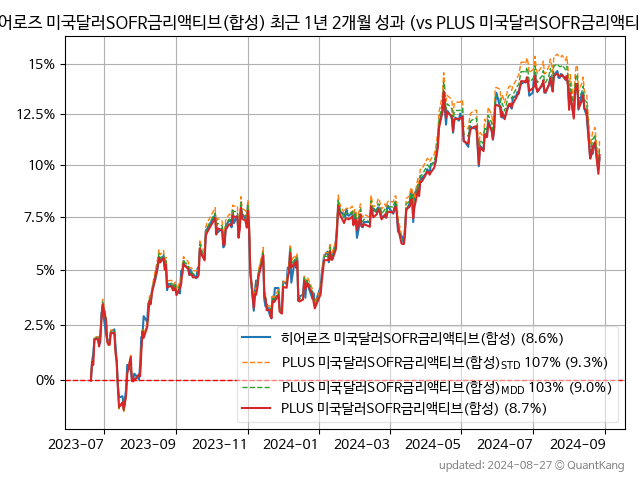 어로즈 미국달러SOFR금리액티브(합성) 최근 1년 2개월 성과 (vs PLUS 미국달러SOFR금리액티
15%
12.5%
10%
7.5%
5%
2.5%
0%
히어로즈 미국달러SOFR금리액티브(합성) (8.6%)
PLUS 미국달러SOFR금리액티브(합성)STD 107% (9.3%)
PLUS 미국달러SOFR금리액티브(합성)MDD 103% (9.0%)
PLUS 미국달러SOFR금리액티브(합성) (8.7%)
2023-07 2023-09 2023-11 2024-01 2024-03 2024-05 2024-07 2024-09
updated: 2024-08-27 © QuantKang